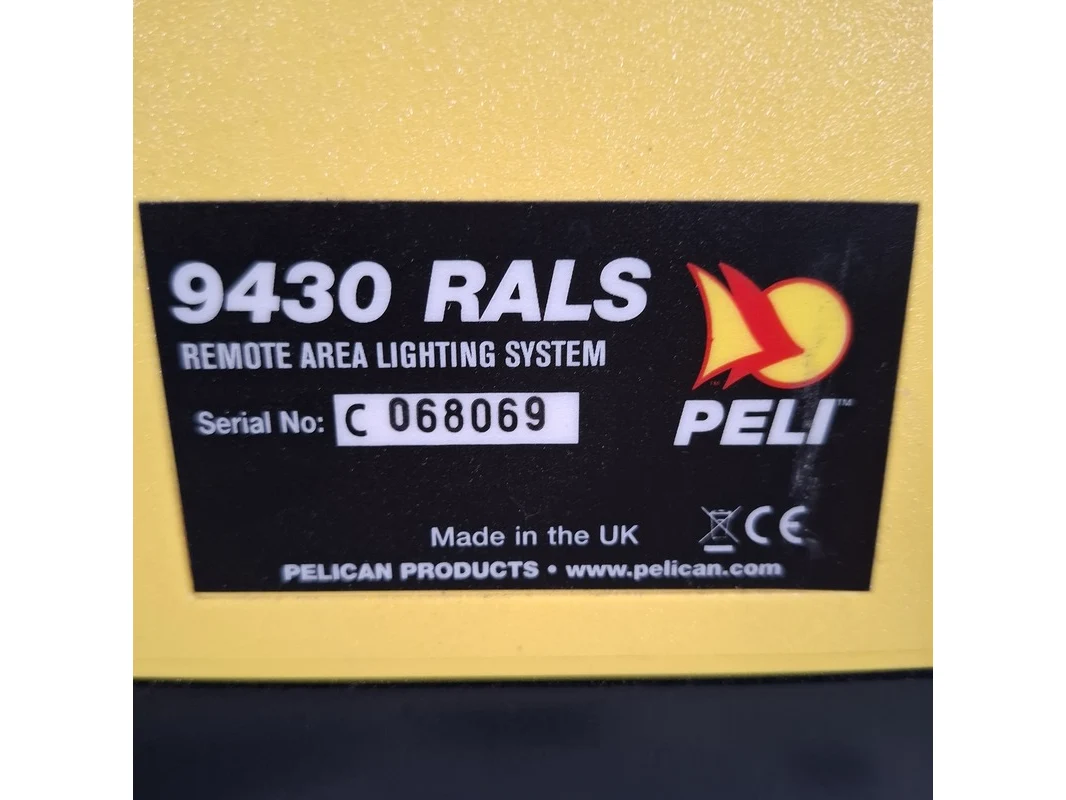 9430 RALS
REMOTE AREA LIGHTING SYSTEM
Serial No: C 068069
PELI™
Made in the UK
CE
PELICAN PRODUCTS • www.pelican.com